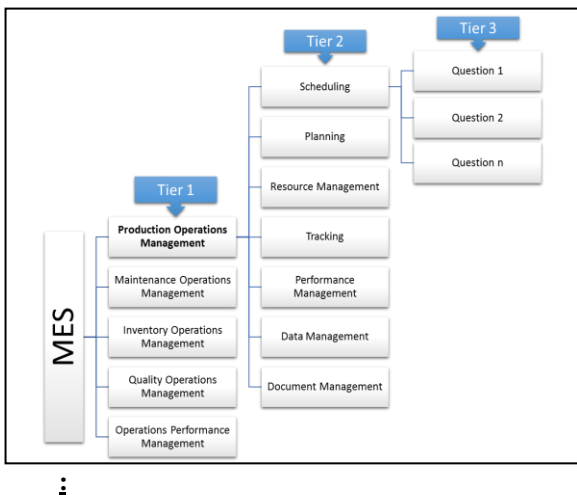 Tier 1
Tier 2
Tier 3
MES
Production Operations
Management
Maintenance Operations
Management
Inventory Operations
Management
Quality Operations
Management
Operations Performance
Management
Scheduling
Planning
Resource Management
Tracking
Performance
Management
Data Management
Document Management
Question 1
Question 2
Question n